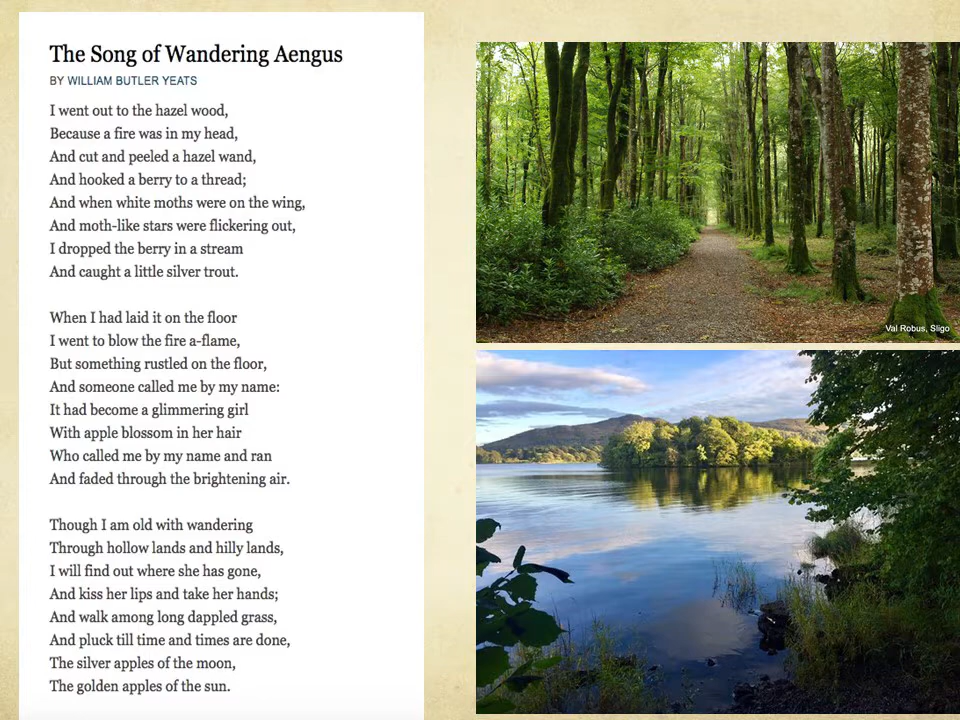 The Song of Wandering Aengus
BY WILLIAM BUTLER YEATS
I went out to the hazel wood,
Because a fire was in my head,
And cut and peeled a hazel wand,
And hooked a berry to a thread;
And when white moths were on the wing,
And moth-like stars were flickering out,
I dropped the berry in a stream
And caught a little silver trout.
When I had laid it on the floor
I went to blow the fire a-flame,
But something rustled on the floor,
And someone called me by my name:
It had become a glimmering girl
With apple blossom in her hair
Who called me by my name and ran
And faded through the brightening air.
Though I am old with wandering
Through hollow lands and hilly lands,
I will find out where she has gone,
And kiss her lips and take her hands;
And walk among long dappled grass,
And pluck till time and times are done,
The silver apples of the moon,
The golden apples of the sun.
Val Robus, Sligo